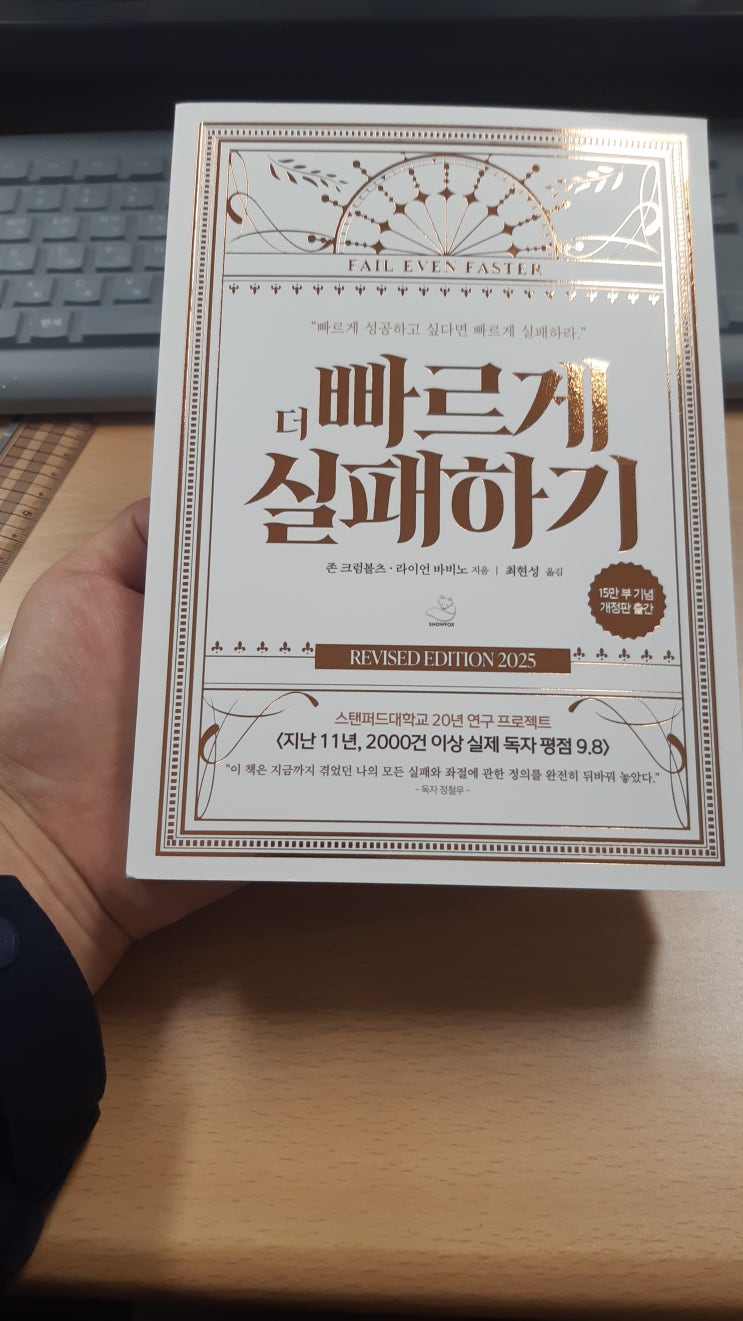 FAIL EVEN FASTER
“빠르게 성공하고 싶다면 빠르게 실패하라.”
더 빠르게
실패하기
존 크럼볼츠 · 라이언 바비노 지음 | 최현성 옮김
15만 부 기념
개정판 출간
SHOWFOX
REVISED EDITION 2025
스탠퍼드대학교 20년 연구 프로젝트
〈지난 11년, 2000건 이상 실제 독자 평점 9.8〉
“이 책은 지금까지 겪었던 나의 모든 실패와 좌절에 관한 정의를 완전히 뒤바꿔 놓았다.”
- 독자 정철우 -